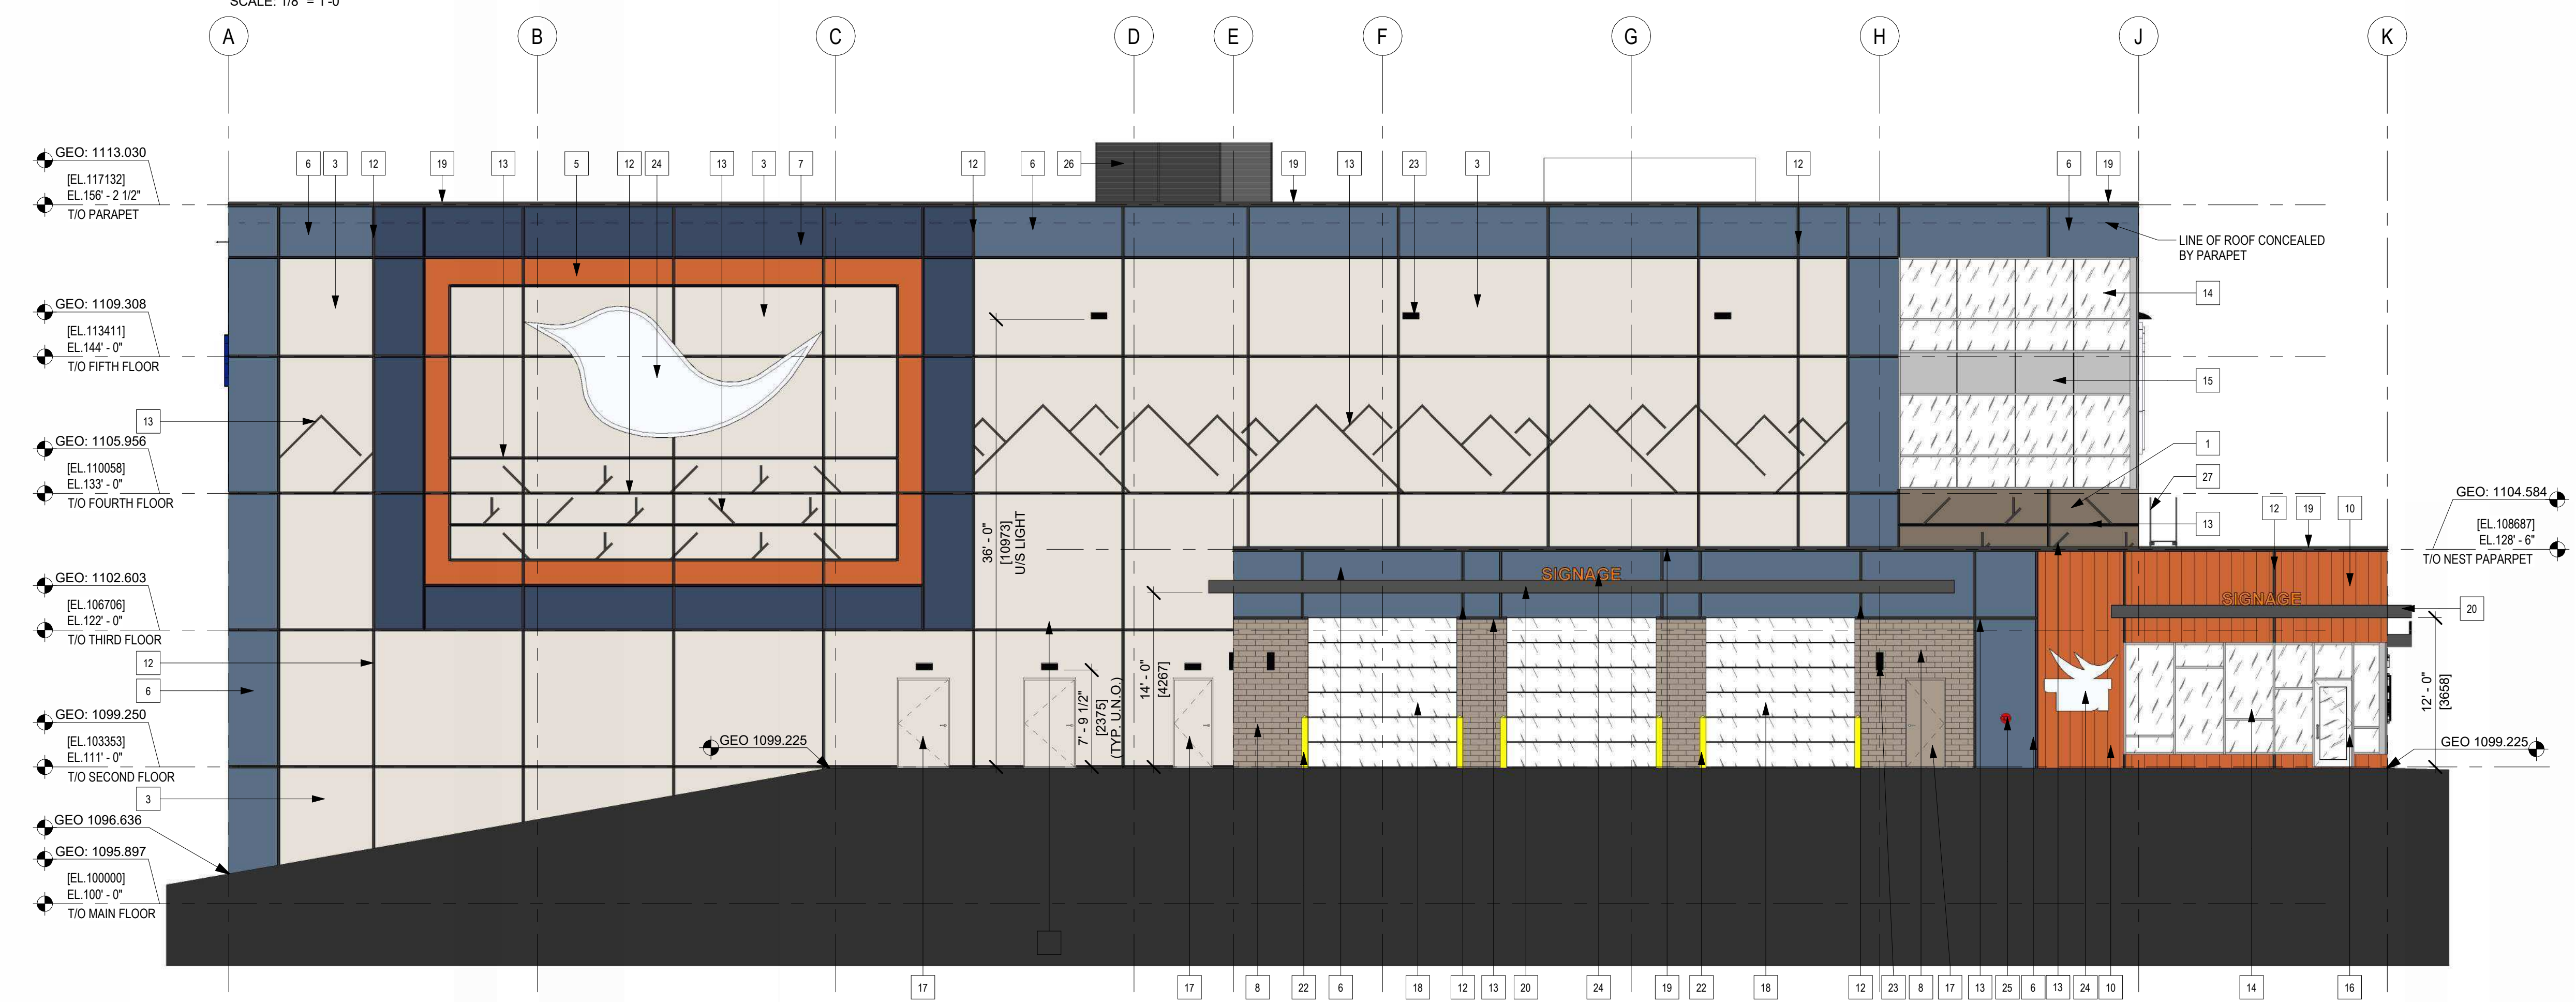 SCALE: 1/8" = 1'-0"
A
B
C
D
E
F
G
H
J
K
GEO: 1113.030
[EL.117132]
EL.156' - 2 1/2"
T/O PARAPET
6
3
12
19
13
5
12
24
13
3
7
12
6
26
19
13
23
3
12
6
19
LINE OF ROOF CONCEALED
BY PARAPET
14
GEO: 1109.308
[EL.113411]
EL.144' - 0"
T/O FIFTH FLOOR
15
13
GEO: 1105.956
[EL.110058]
EL.133' - 0"
T/O FOURTH FLOOR
1
27
13
12
19
10
GEO: 1104.584
[EL.108687]
EL.128' - 6"
T/O NEST PAPARPET
36' - 0"
[10973]
U/S LIGHT
GEO: 1102.603
[EL.106706]
EL.122' - 0"
T/O THIRD FLOOR
SIGNAGE
SIGNAGE
20
12
6
14' - 0"
[4267]
7' - 9 1/2"
[2375]
(TYP. U.N.O.)
12' - 0"
[3658]
GEO: 1099.250
[EL.103353]
EL.111' - 0"
T/O SECOND FLOOR
GEO 1099.225
GEO 1099.225
3
GEO 1096.636
GEO: 1095.897
[EL.100000]
EL.100' - 0"
T/O MAIN FLOOR
17
17
8
22
6
18
12
13
20
24
19
22
18
12
23
8
17
13
25
6
13
24
10
14
16